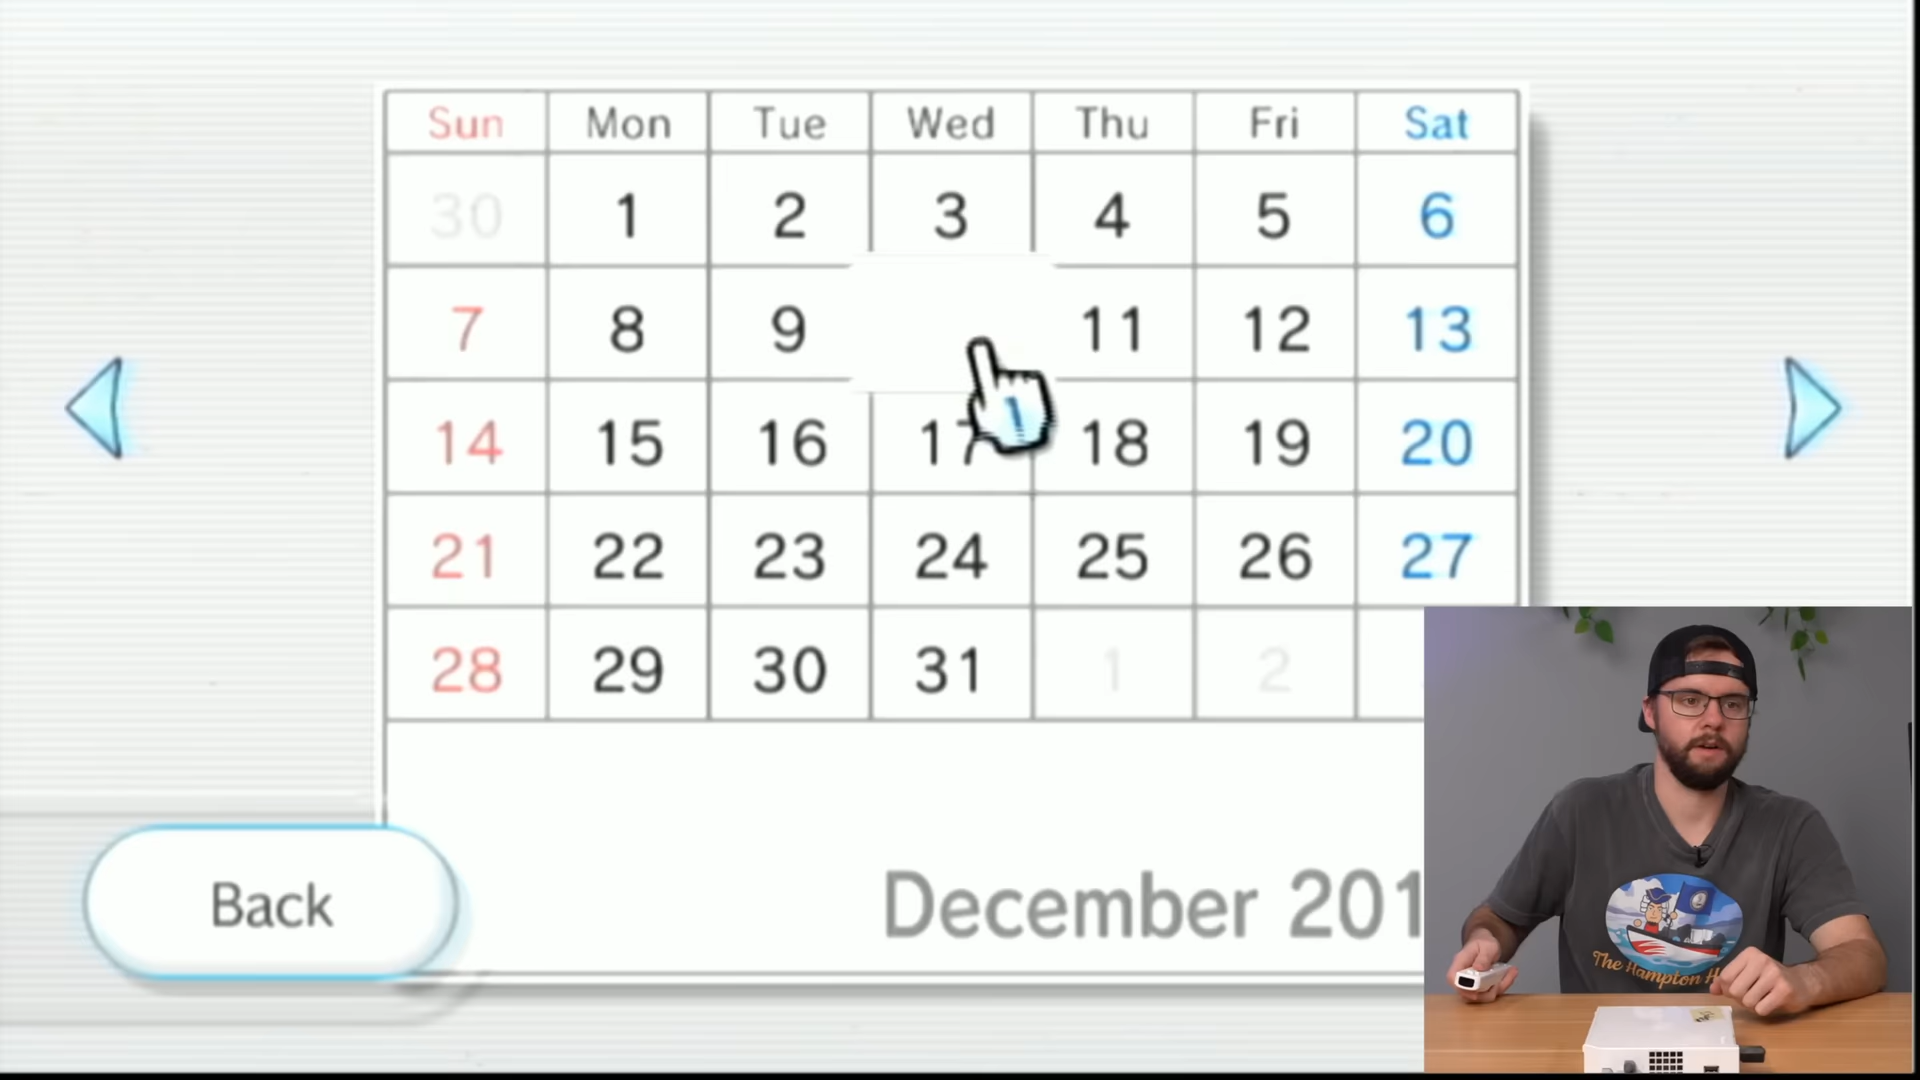 Sun Mon Tue Wed Thu Fri Sat
30 1 2 3 4 5 6
7 8 9 11 12 13
14 15 16 17 18 19 20
21 22 23 24 25 26 27
28 29 30 31 1 2
1
Back
December 201
The Hampton H